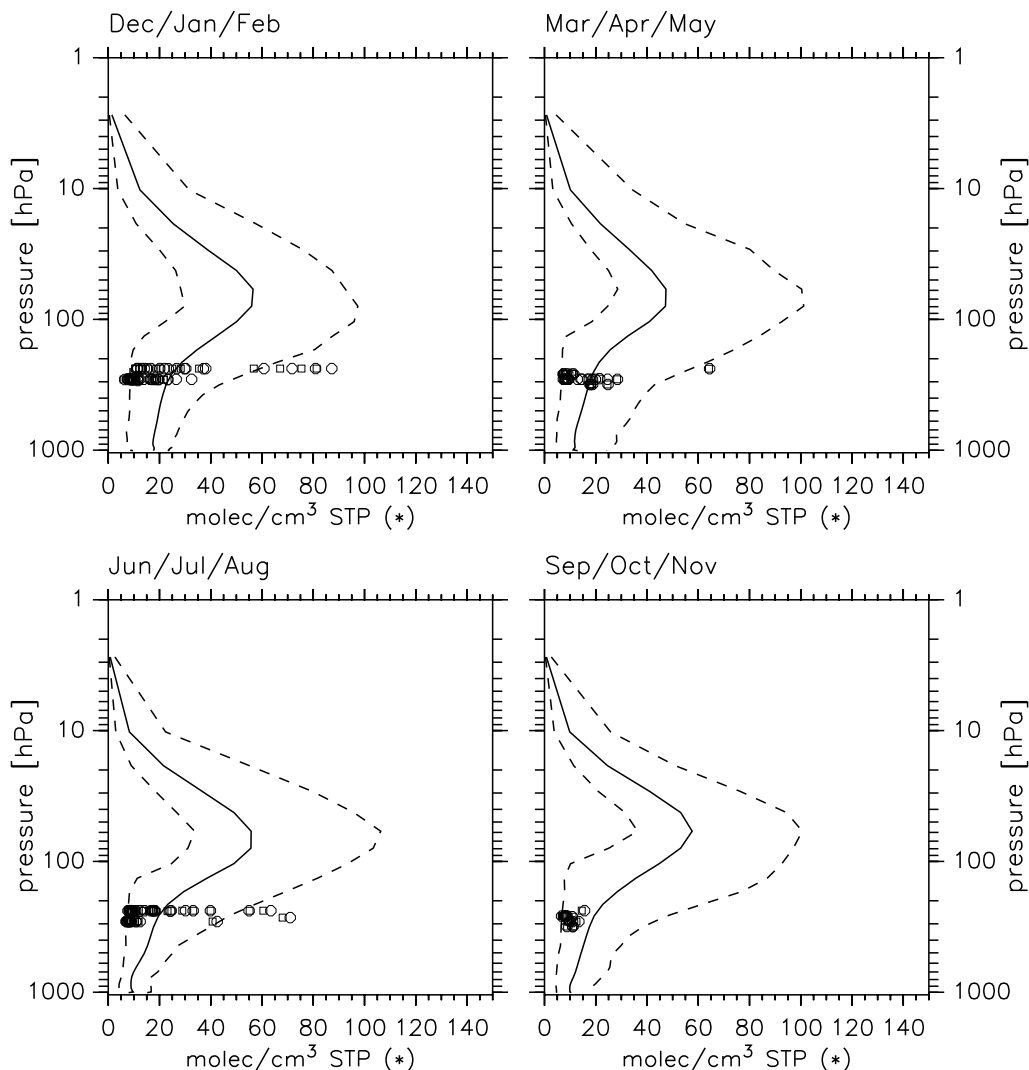 Dec/Jan/Feb
Mar/Apr/May
1
10
100
1000
pressure [hPa]
0 20 40 60 80 100 120 140
molec/cm³ STP (*)
1
10
100
1000
pressure [hPa]
0 20 40 60 80 100 120 140
molec/cm³ STP (*)
Jun/Jul/Aug
Sep/Oct/Nov
1
10
100
1000
pressure [hPa]
0 20 40 60 80 100 120 140
molec/cm³ STP (*)
1
10
100
1000
pressure [hPa]
0 20 40 60 80 100 120 140
molec/cm³ STP (*)